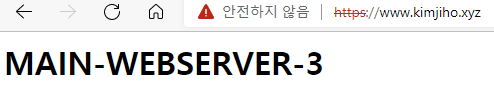 안전하지 않음 https://www.kimjiho.xyz
MAIN-WEBSERVER-3